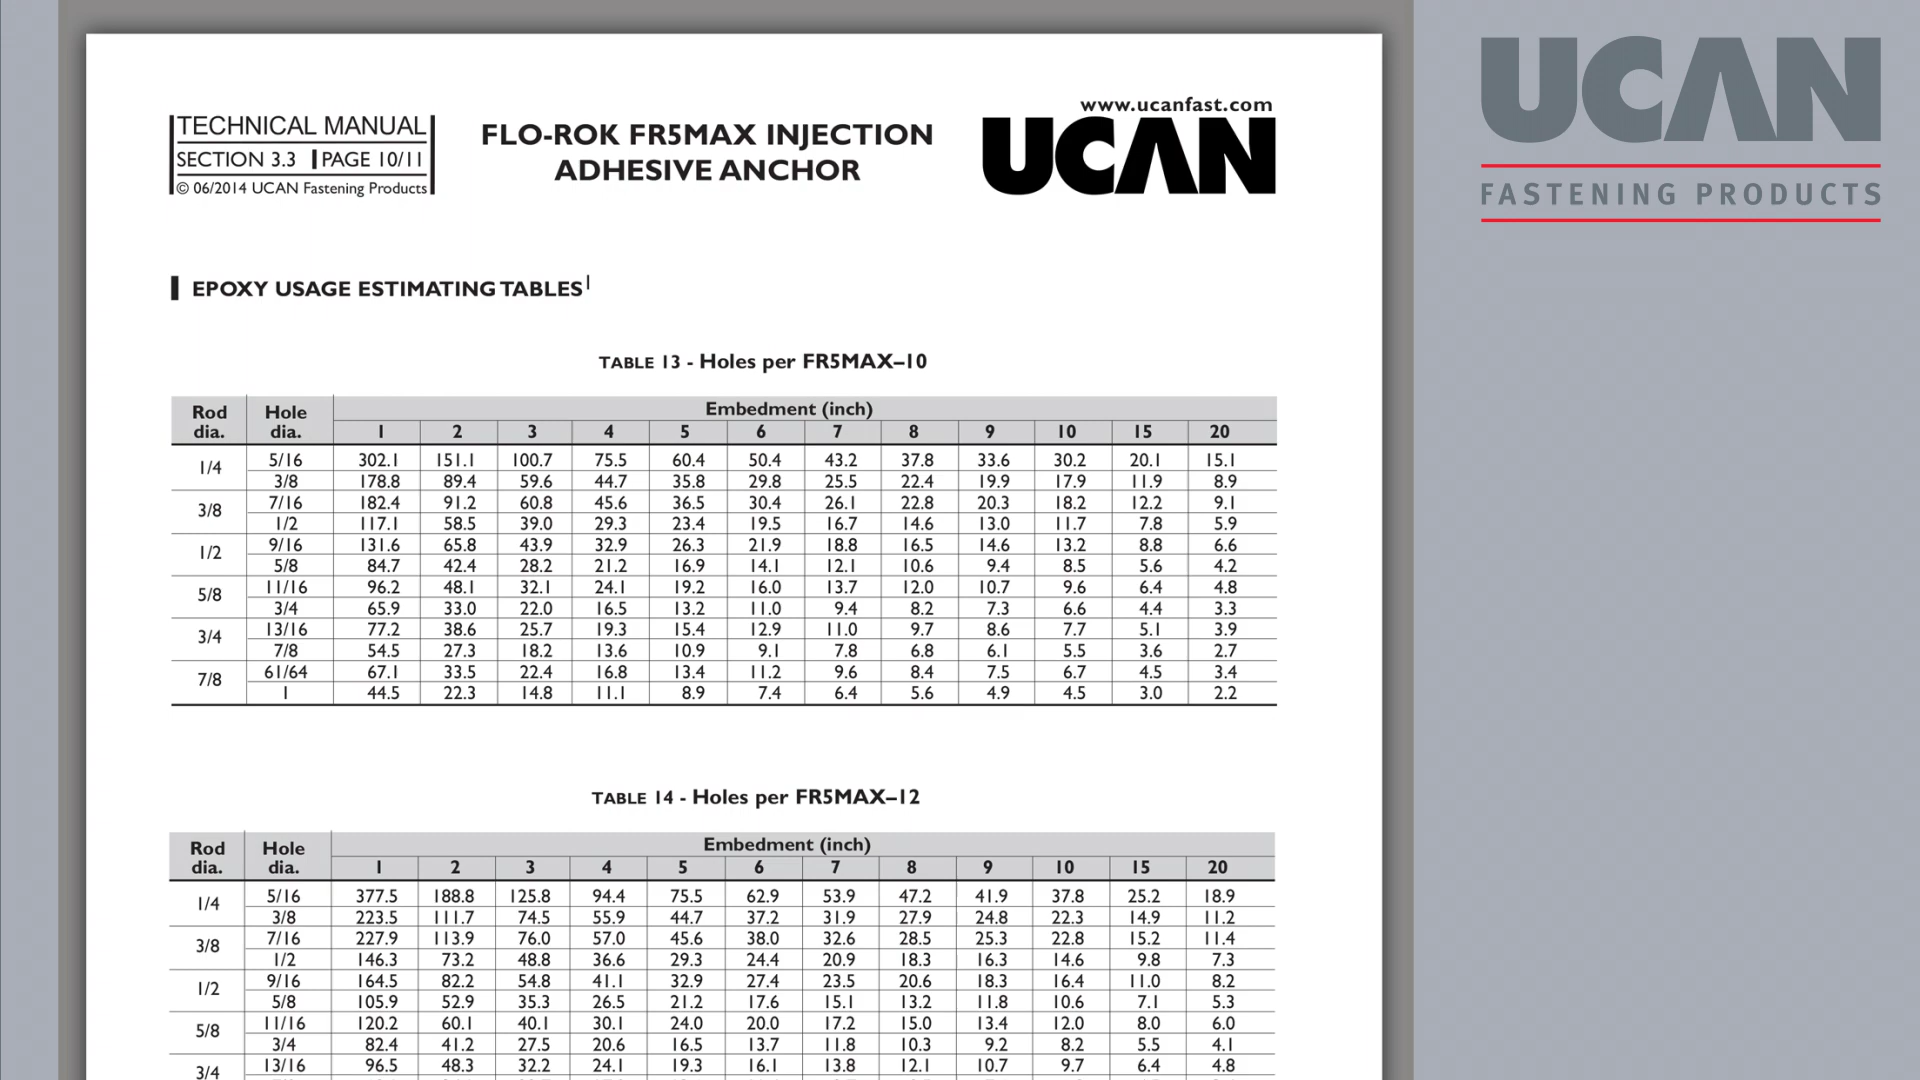 www.ucanfast.com
TECHNICAL MANUAL
SECTION 3.3 PAGE 10/11
© 06/2014 UCAN Fastening Products
FLO-ROK FR5MAX INJECTION
ADHESIVE ANCHOR
UCAN
UCAN
FASTENING PRODUCTS
EPOXY USAGE ESTIMATING TABLES1
TABLE 13 - Holes per FR5MAX–10
Rod dia. Hole dia. Embedment (inch)
1 2 3 4 5 6 7 8 9 10 15 20
1/4 5/16 302.1 151.1 100.7 75.5 60.4 50.4 43.2 37.8 33.6 30.2 20.1 15.1
3/8 178.8 89.4 59.6 44.7 35.8 29.8 25.5 22.4 19.9 17.9 11.9 8.9
3/8 7/16 182.4 91.2 60.8 45.6 36.5 30.4 26.1 22.8 20.3 18.2 12.2 9.1
1/2 117.1 58.5 39.0 29.3 23.4 19.5 16.7 14.6 13.0 11.7 7.8 5.9
1/2 9/16 131.6 65.8 43.9 32.9 26.3 21.9 18.8 16.5 14.6 13.2 8.8 6.6
5/8 84.7 42.4 28.2 21.2 16.9 14.1 12.1 10.6 9.4 8.5 5.6 4.2
5/8 11/16 96.2 48.1 32.1 24.1 19.2 16.0 13.7 12.0 10.7 9.6 6.4 4.8
3/4 65.9 33.0 22.0 16.5 13.2 11.0 9.4 8.2 7.3 6.6 4.4 3.3
3/4 13/16 77.2 38.6 25.7 19.3 15.4 12.9 11.0 9.7 8.6 7.7 5.1 3.9
7/8 54.5 27.3 18.2 13.6 10.9 9.1 7.8 6.8 6.1 5.5 3.6 2.7
7/8 61/64 67.1 33.5 22.4 16.8 13.4 11.2 9.6 8.4 7.5 6.7 4.5 3.4
1 44.5 22.3 14.8 11.1 8.9 7.4 6.4 5.6 4.9 4.5 3.0 2.2
TABLE 14 - Holes per FR5MAX–12
Rod dia. Hole dia. Embedment (inch)
1 2 3 4 5 6 7 8 9 10 15 20
1/4 5/16 377.5 188.8 125.8 94.4 75.5 62.9 53.9 47.2 41.9 37.8 25.2 18.9
3/8 223.5 111.7 74.5 55.9 44.7 37.2 31.9 27.9 24.8 22.3 14.9 11.2
3/8 7/16 227.9 113.9 76.0 57.0 45.6 38.0 32.6 28.5 25.3 22.8 15.2 11.4
1/2 146.3 73.2 48.8 36.6 29.3 24.4 20.9 18.3 16.3 14.6 9.8 7.3
1/2 9/16 164.5 82.2 54.8 41.1 32.9 27.4 23.5 20.6 18.3 16.4 11.0 8.2
5/8 105.9 52.9 35.3 26.5 21.2 17.6 15.1 13.2 11.8 10.6 7.1 5.3
5/8 11/16 120.2 60.1 40.1 30.1 24.0 20.0 17.2 15.0 13.4 12.0 8.0 6.0
3/4 82.4 41.2 27.5 20.6 16.5 13.7 11.8 10.3 9.2 8.2 5.5 4.1
3/4 13/16 96.5 48.3 32.2 24.1 19.3 16.1 13.8 12.1 10.7 9.7 6.4 4.8